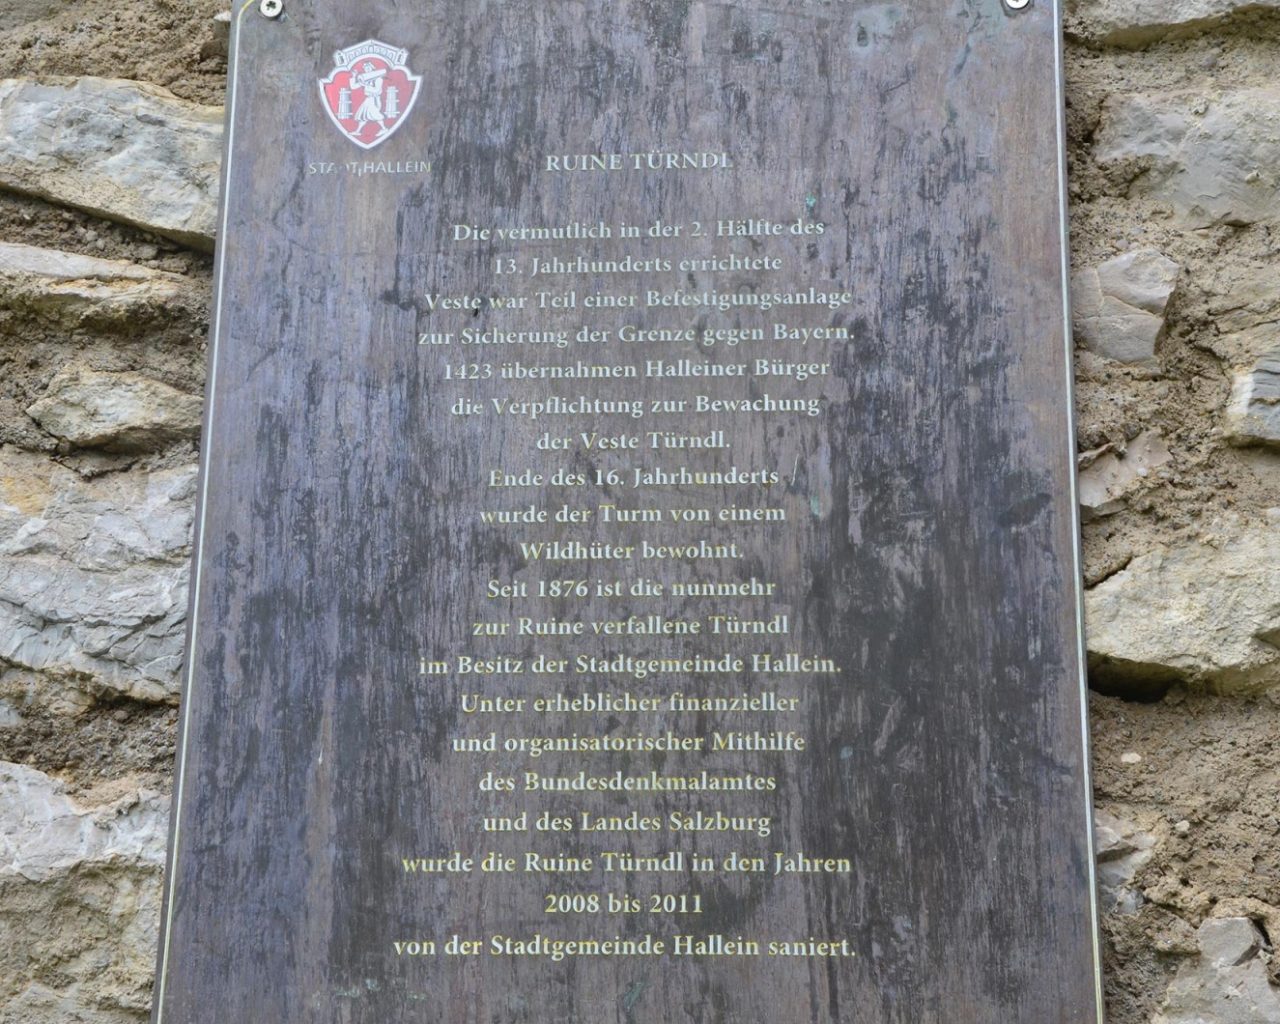 STADT HALLEIN
RUINE TÜRNDL
Die vermutlich in der 2. Hälfte des
13. Jahrhunderts errichtete
Veste war Teil einer Befestigungsanlage
zur Sicherung der Grenze gegen Bayern.
1423 übernahmen Halleiner Bürger
die Verpflichtung zur Bewachung
der Veste Türndl.
Ende des 16. Jahrhunderts
wurde der Turm von einem
Wildhüter bewohnt.
Seit 1876 ist die nunmehr
zur Ruine verfallene Türndl
im Besitz der Stadtgemeinde Hallein.
Unter erheblicher finanzieller
und organisatorischer Mithilfe
des Bundesdenkmalamtes
und des Landes Salzburg
wurde die Ruine Türndl in den Jahren
2008 bis 2011
von der Stadtgemeinde Hallein saniert.